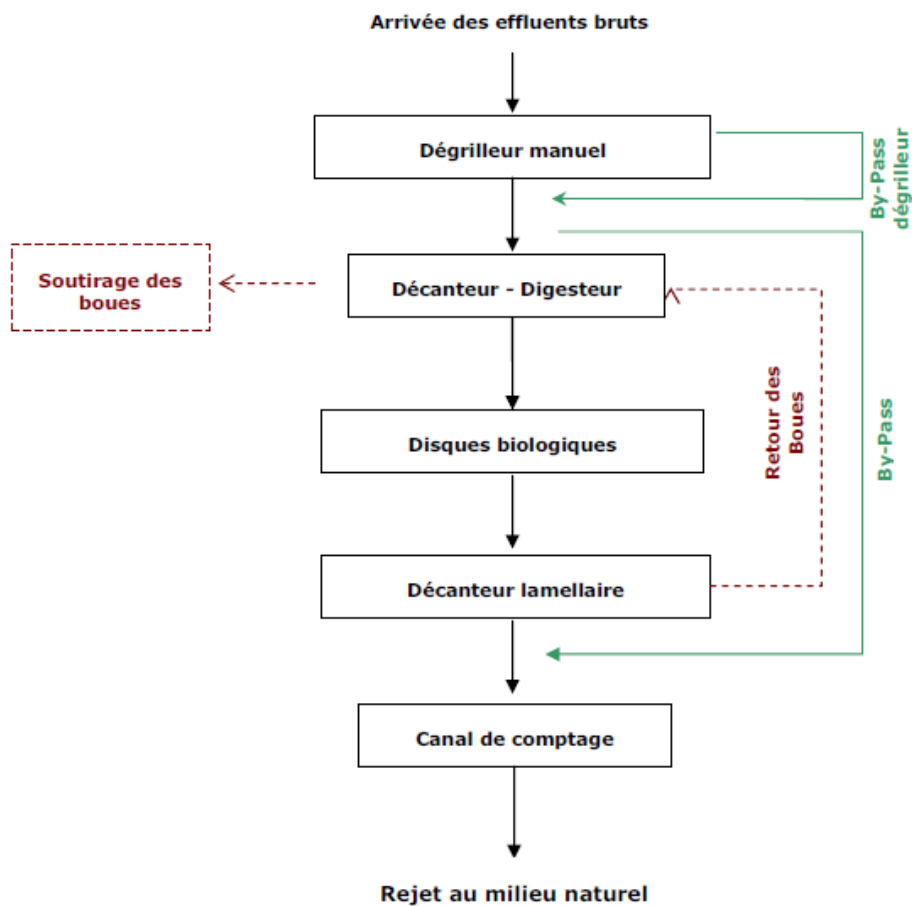 Arrivée des effluents bruts
Dégrilleur manuel
By-Pass
dégrilleur
Soutirage des
boues
Décanteur - Digesteur
Retour des
Boues
By-Pass
Disques biologiques
Décanteur lamellaire
Canal de comptage
Rejet au milieu naturel